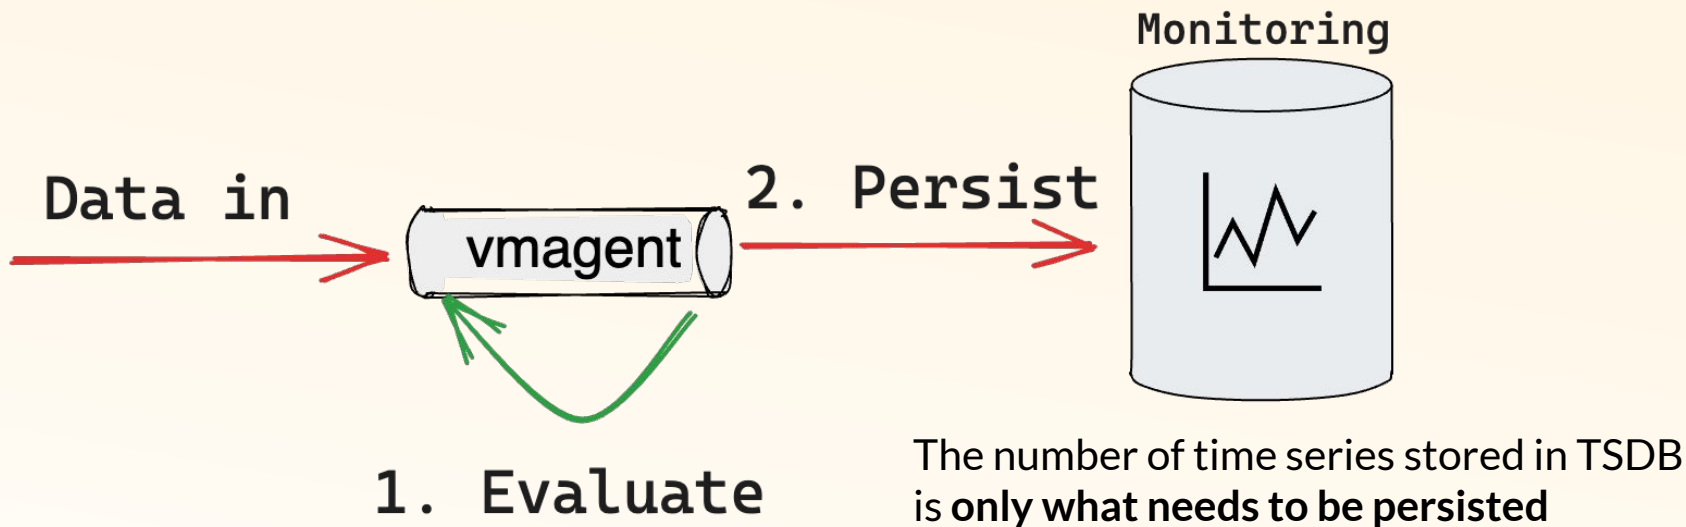 Monitoring
Data in
vmagent
2. Persist
1. Evaluate
The number of time series stored in TSDB
is only what needs to be persisted